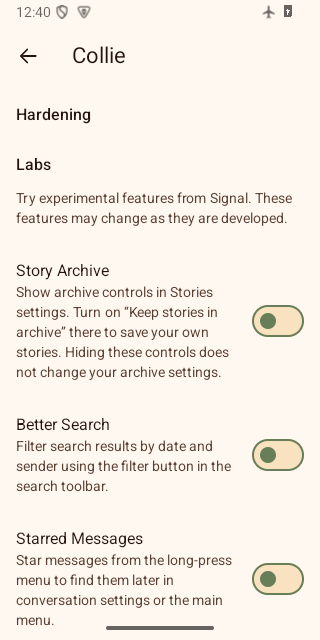 12:40
Collie
Hardening
Labs
Try experimental features from Signal. These
features may change as they are developed.
Story Archive
Show archive controls in Stories
settings. Turn on “Keep stories in
archive” there to save your own
stories. Hiding these controls does
not change your archive settings.
Better Search
Filter search results by date and
sender using the filter button in the
search toolbar.
Starred Messages
Star messages from the long-press
menu to find them later in
conversation settings or the main
menu.